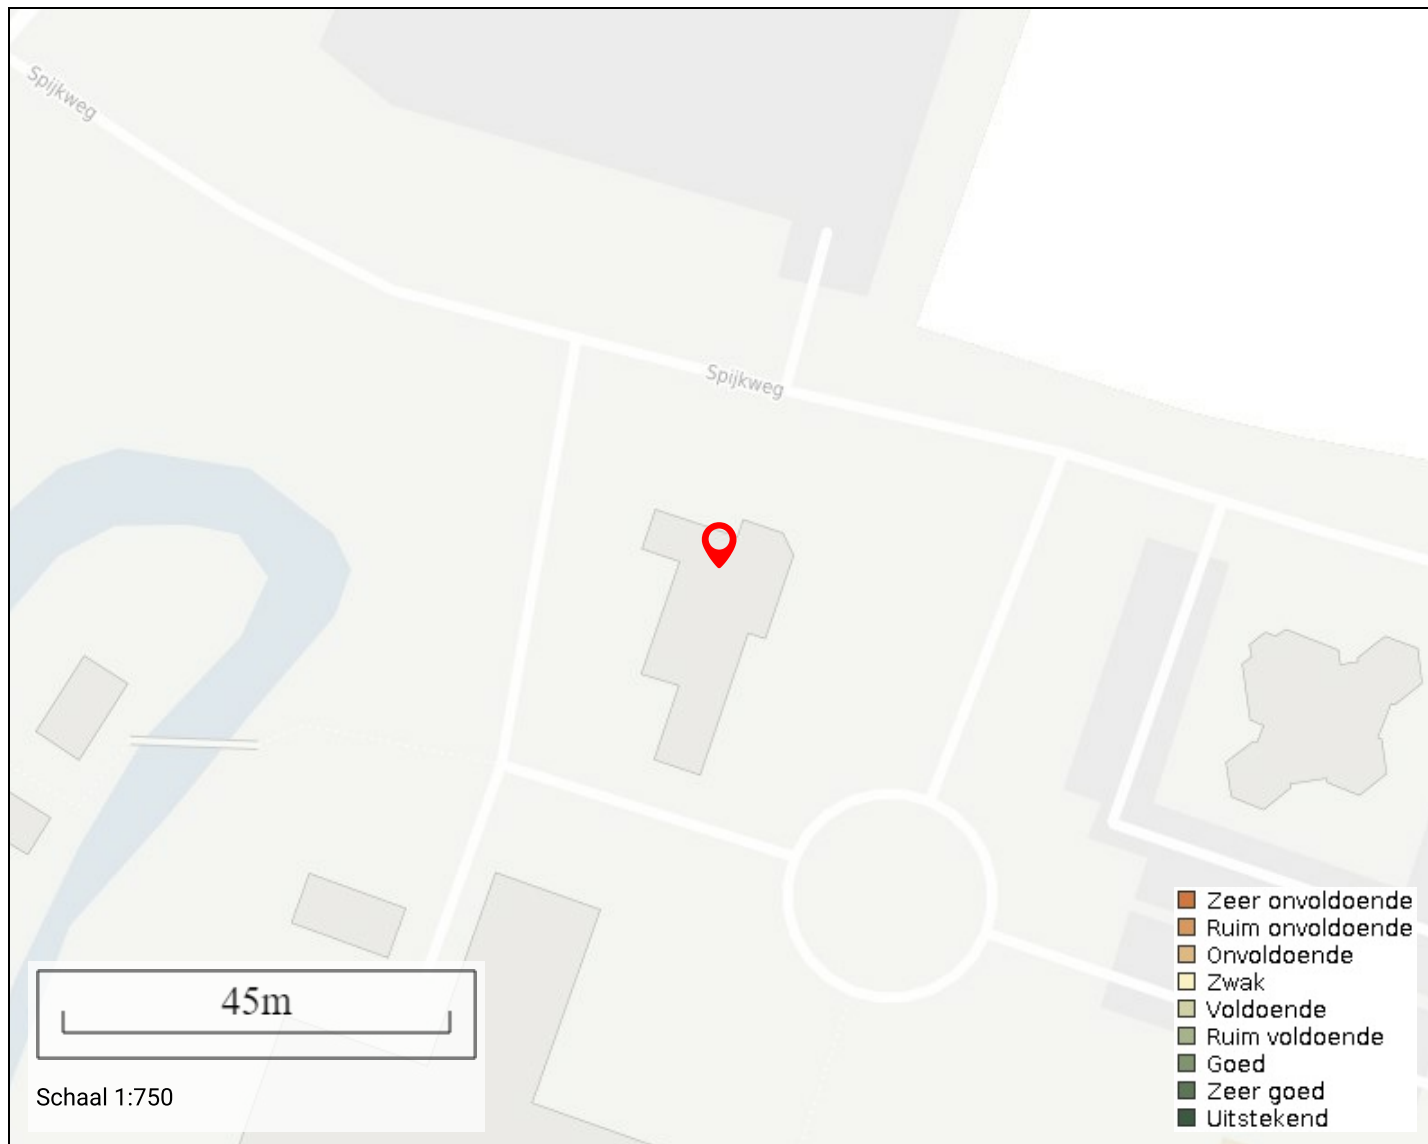 Spijkweg
Spijkweg
Zeer onvoldoende
Ruim onvoldoende
Onvoldoende
Zwak
Voldoende
Ruim voldoende
Goed
Zeer goed
Uitstekend
45m
Schaal 1:750